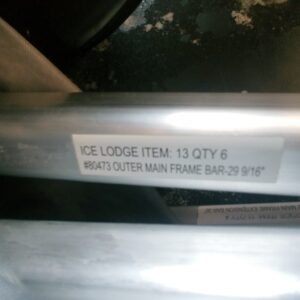 ICE LODGE ITEM: 13 QTY 6
#80473 OUTER MAIN FRAME BAR-29 9/16"